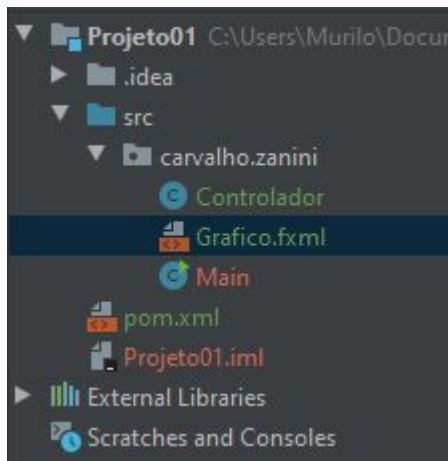 Projeto01 C:\Users\Murilo\Docum
.idea
src
carvalho.zanini
Controlador
Grafico.fxml
Main
pom.xml
Projeto01.iml
External Libraries
Scratches and Consoles